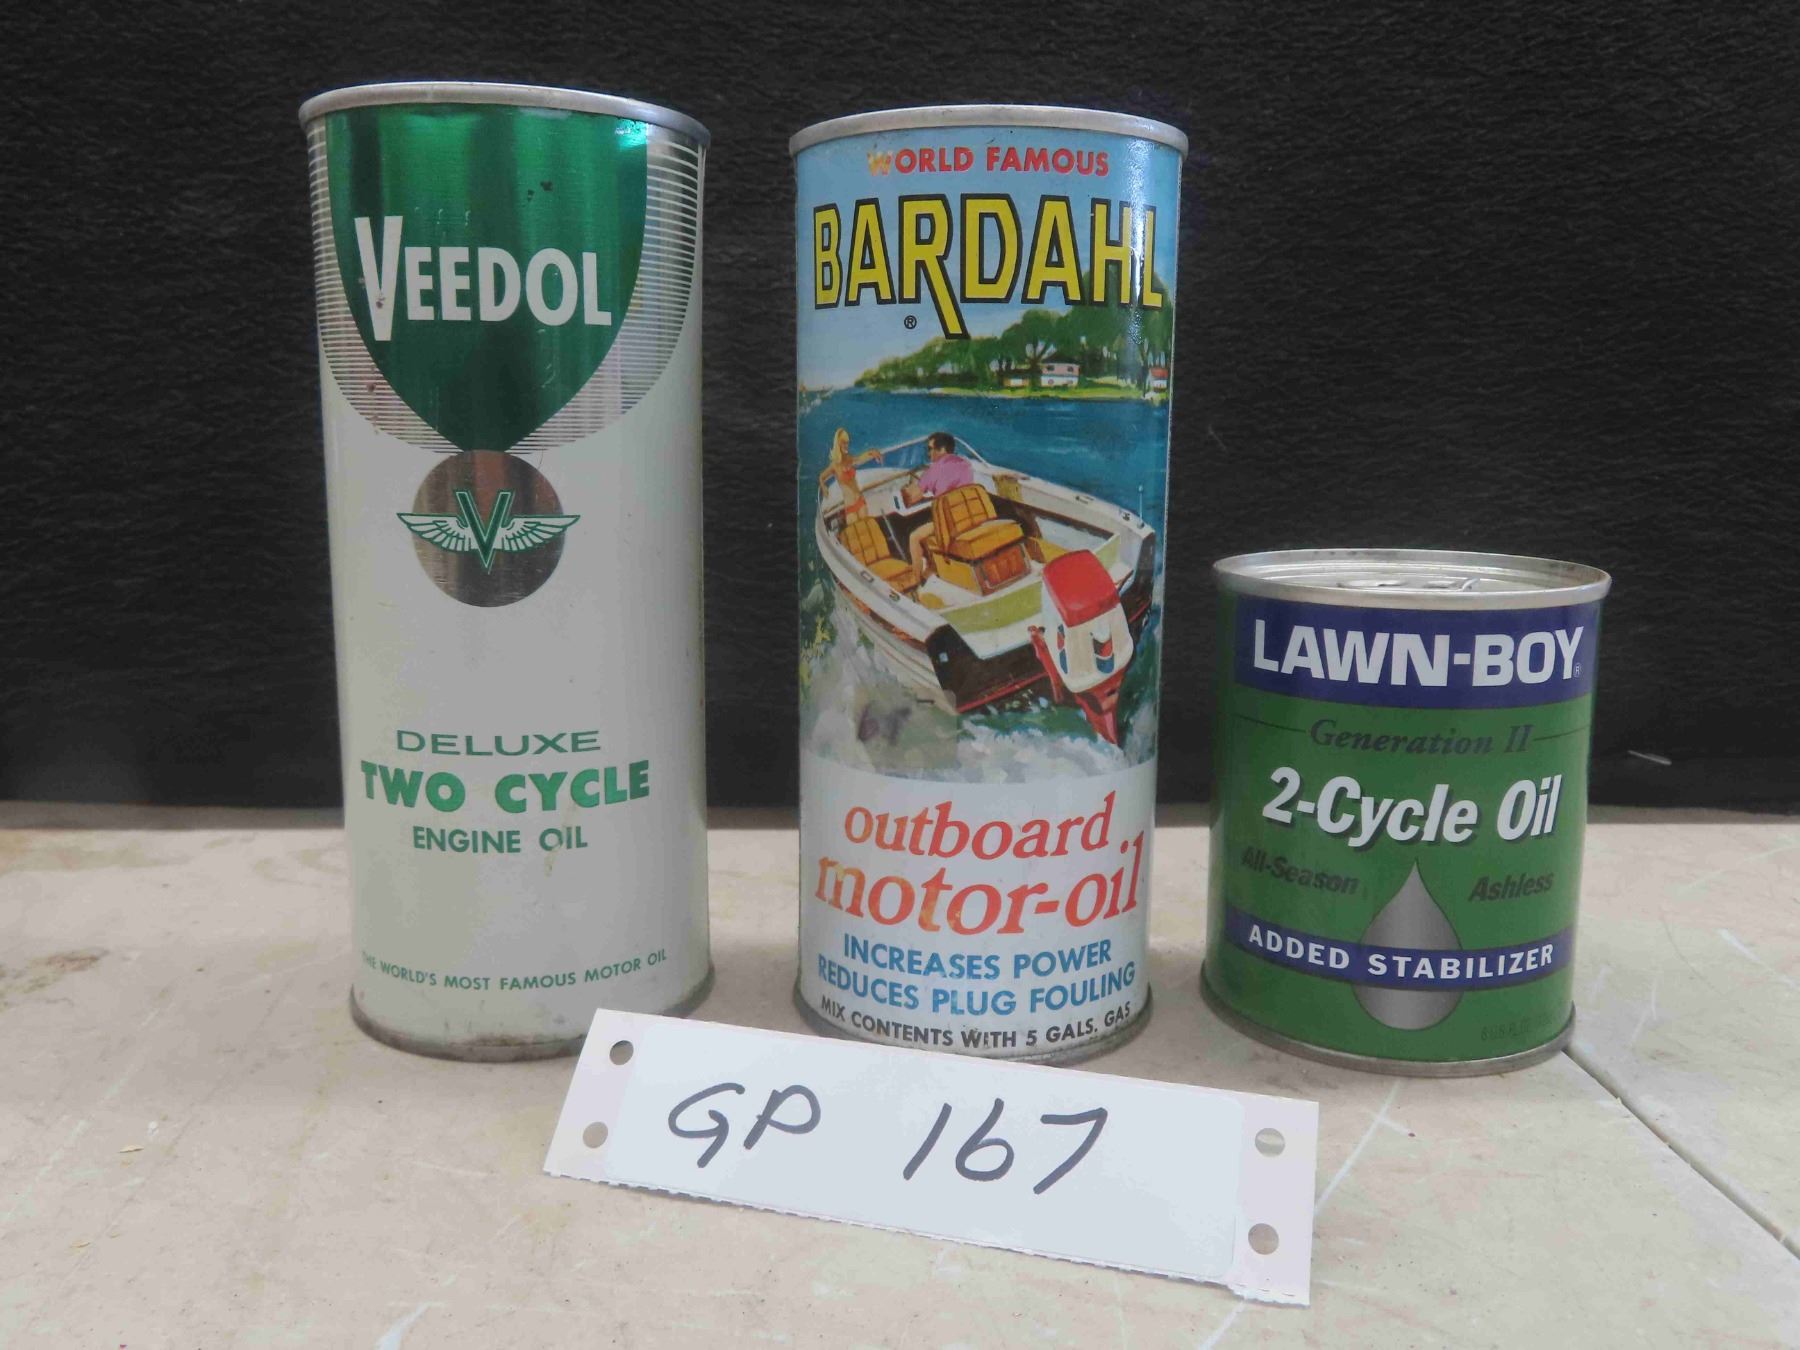 VEEDOL
V
DELUXE
TWO CYCLE
ENGINE OIL
THE WORLD'S MOST FAMOUS MOTOR OIL
WORLD FAMOUS
BARDAHL
®
outboard
motor-oil
INCREASES POWER
REDUCES PLUG FOULING
MIX CONTENTS WITH 5 GALS. GAS
LAWN-BOY®
Generation II
2-Cycle Oil
All-Season Ashless
ADDED STABILIZER
GP 167